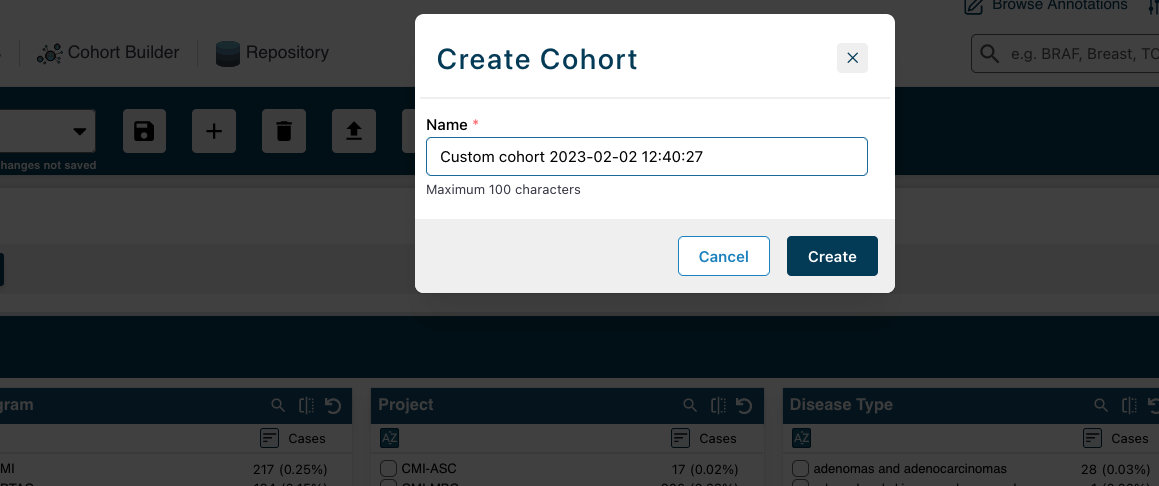 Browse Annotations
Cohort Builder
Repository
e.g. BRAF, Breast,
Create Cohort
Name *
Custom cohort 2023-02-02 12:40:27
Maximum 100 characters
Cancel
Create
hanges not saved
gram
Project
Disease Type
Cases
AZ
Cases
AZ
Cases
MI
217 (0.25%)
CMI-ASC
17 (0.02%)
adenomas and adenocarcinomas
28 (0.03%)